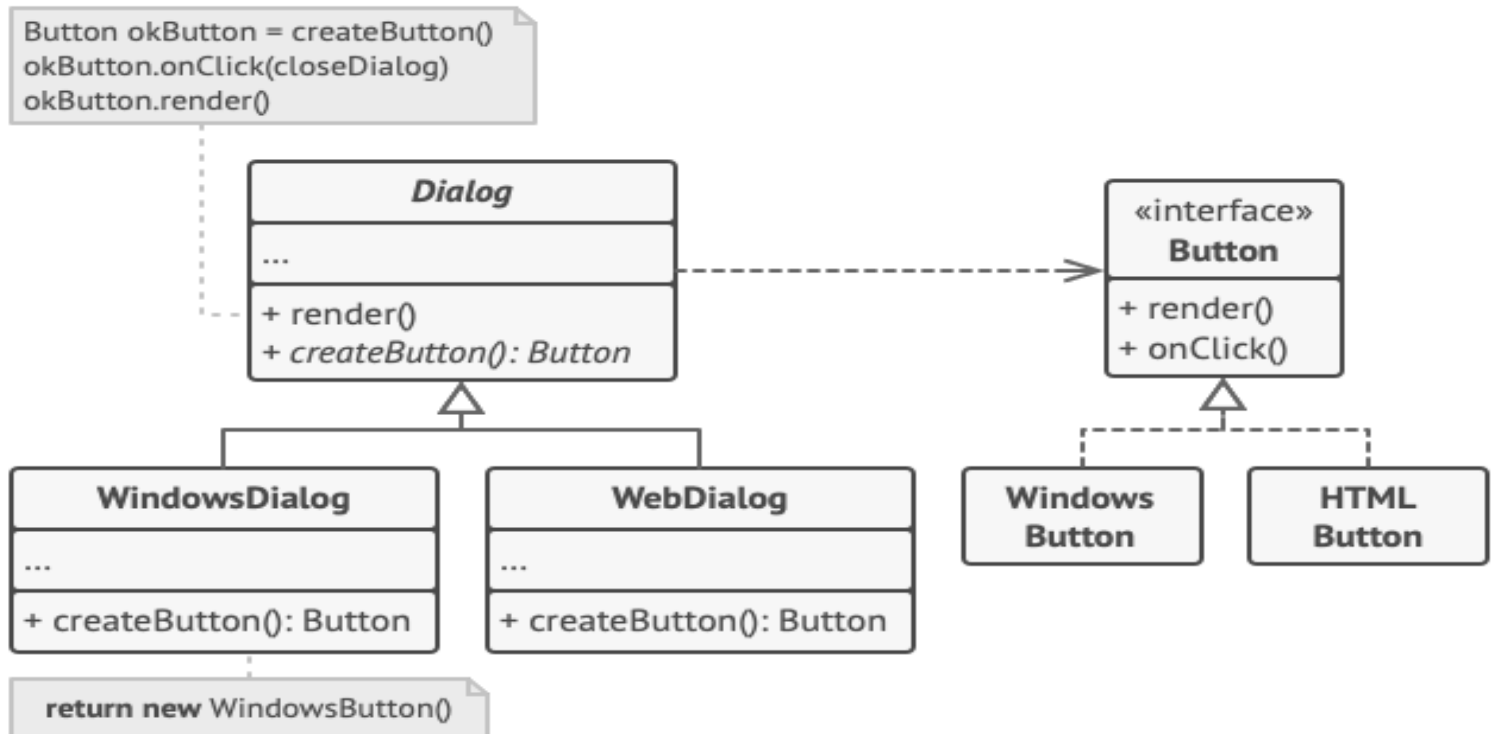 Button okButton = createButton()
okButton.onClick(closeDialog)
okButton.render()
Dialog
...
+ render()
+ createButton(): Button
«interface»
Button
+ render()
+ onClick()
WindowsDialog
...
+ createButton(): Button
WebDialog
...
+ createButton(): Button
Windows
Button
HTML
Button
return new WindowsButton()